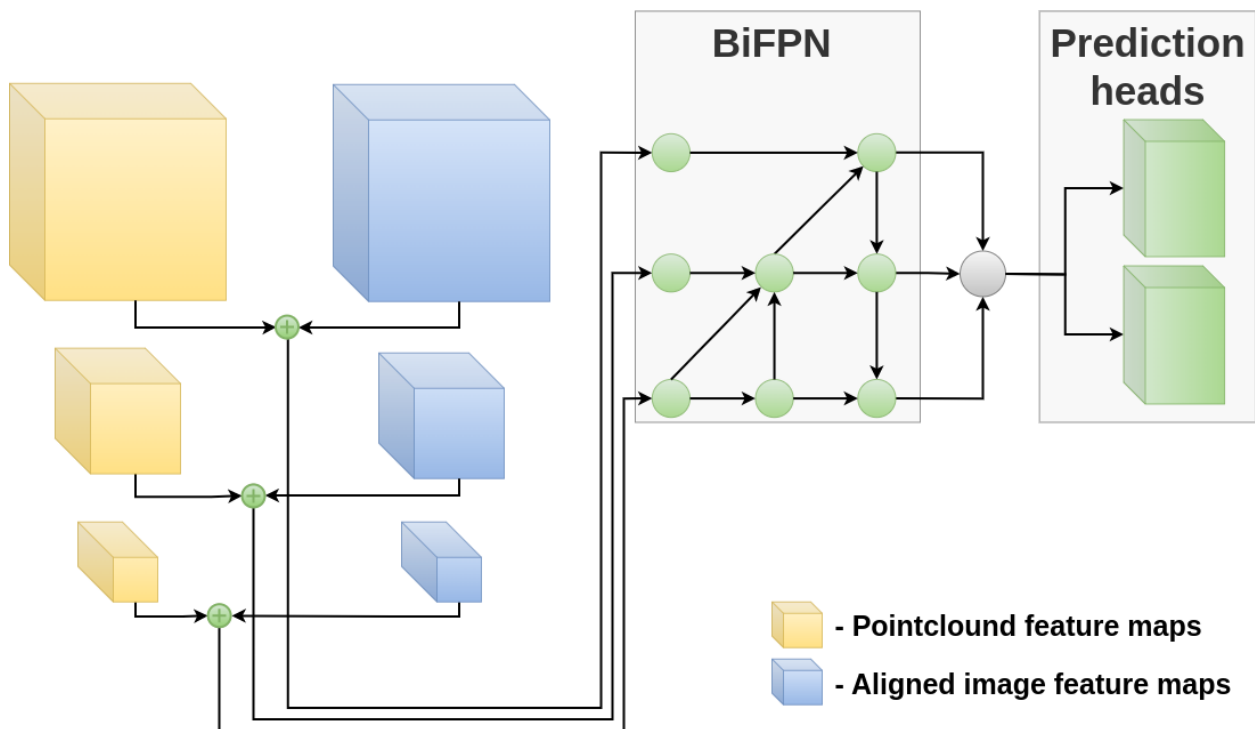 BiFPN
Prediction
heads
- Pointclound feature maps
- Aligned image feature maps